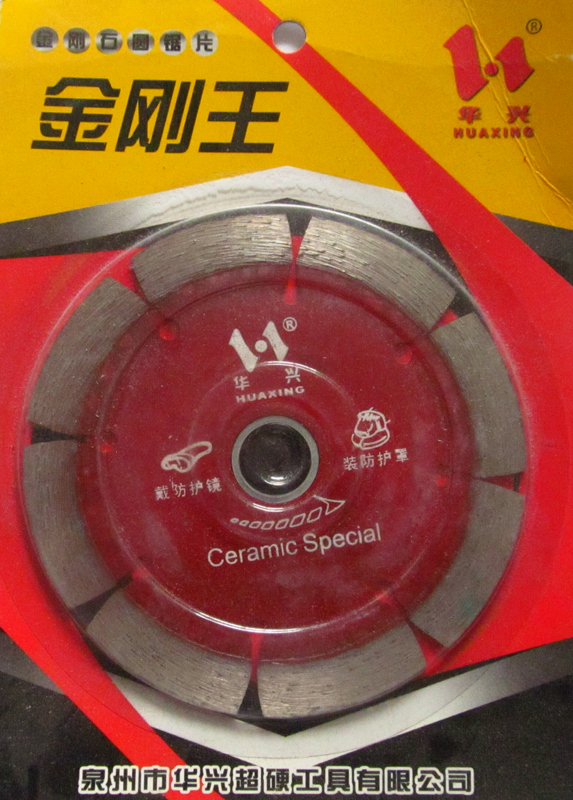 金刚石圆锯片
金刚王
®
华兴
HUAXING
®
华兴
HUAXING
戴防护镜
装防护罩
Ceramic Special
泉州市华兴超硬工具有限公司